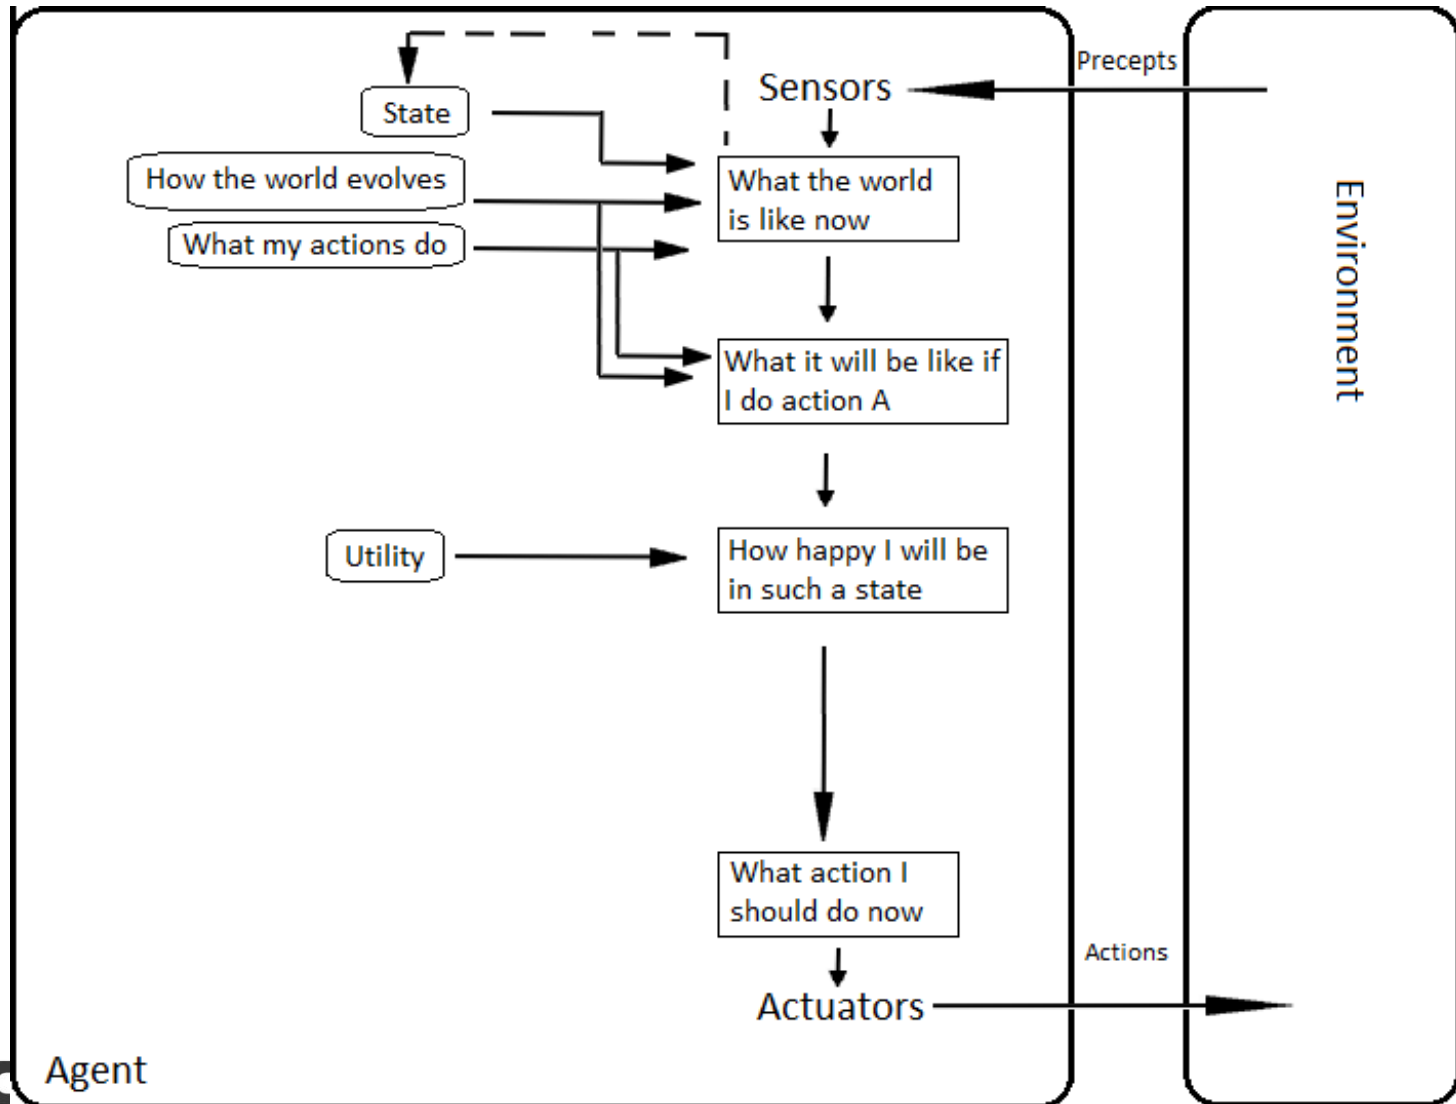 Precepts
Sensors
State
How the world evolves
What the world
is like now
What my actions do
Environment
What it will be like if
I do action A
Utility
How happy I will be
in such a state
What action I
should do now
Actions
Actuators
Agent